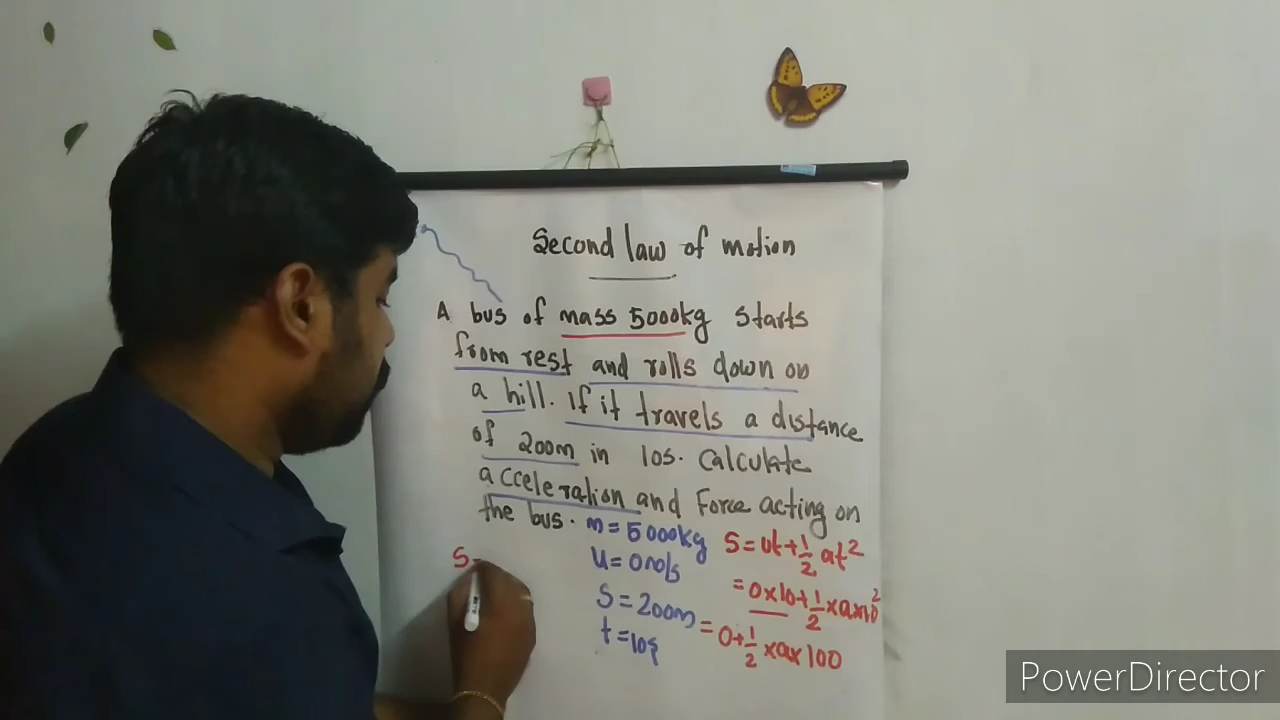 Second law of motion
A bus of mass 5000kg starts
from rest and rolls down on
a hill. If it travels a distance
of 200m in 10s. Calculate
acceleration and Force acting on
the bus.
m=5000kg
u=0m/s
S=200m
t=10s
S=ut+1/2 at²
=0×10+1/2×a×10²
=0+1/2×a×100
S=
PowerDirector